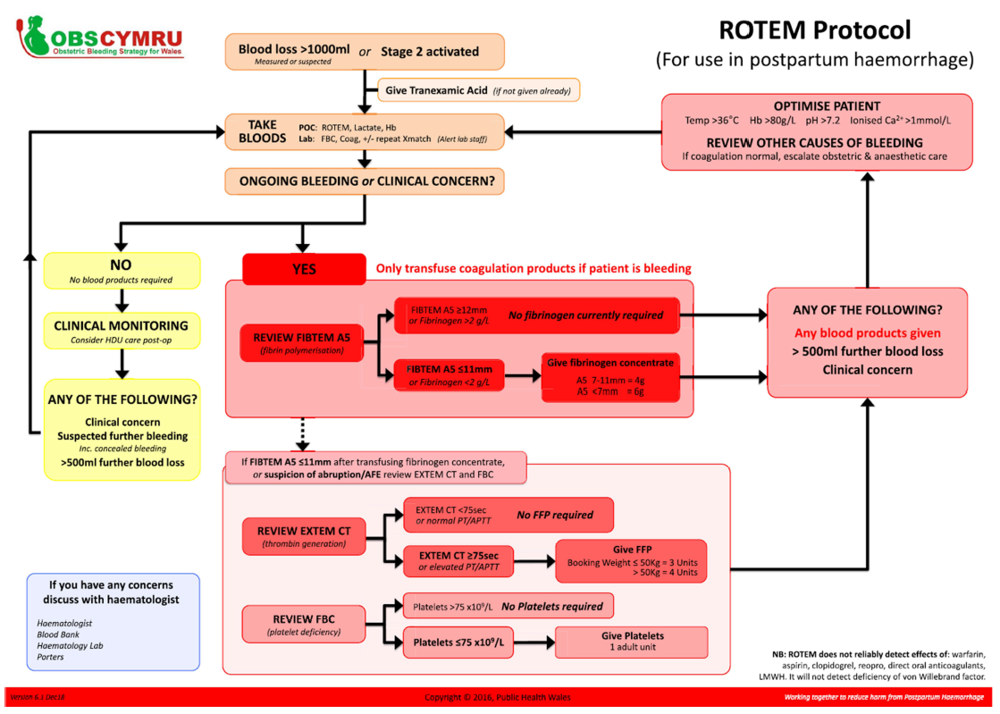 OBSCYMRU
Obstetric Bleeding Strategy for Wales
ROTEM Protocol
(For use in postpartum haemorrhage)
Blood loss >1000ml or Stage 2 activated
Measured or suspected
Give Tranexamic Acid (if not given already)
TAKE BLOODS
POC: ROTEM, Lactate, Hb
Lab: FBC, Coag, +/- repeat Xmatch (Alert lab staff)
ONGOING BLEEDING or CLINICAL CONCERN?
OPTIMISE PATIENT
Temp >36°C Hb >80g/L pH >7.2 Ionised Ca²⁺ >1mmol/L
REVIEW OTHER CAUSES OF BLEEDING
If coagulation normal, escalate obstetric & anaesthetic care
NO
No blood products required
CLINICAL MONITORING
Consider HDU care post-op
ANY OF THE FOLLOWING?
Clinical concern
Suspected further bleeding
Inc. concealed bleeding
>500ml further blood loss
YES
Only transfuse coagulation products if patient is bleeding
REVIEW FIBTEM A5
(fibrin polymerisation)
FIBTEM A5 ≥12mm
or Fibrinogen >2 g/L
No fibrinogen currently required
FIBTEM A5 ≤11mm
or Fibrinogen <2 g/L
Give fibrinogen concentrate
A5 7-11mm = 4g
A5 <7mm = 6g
ANY OF THE FOLLOWING?
Any blood products given
> 500ml further blood loss
Clinical concern
If FIBTEM A5 ≤11mm after transfusing fibrinogen concentrate,
or suspicion of abruption/AFE review EXTEM CT and FBC
REVIEW EXTEM CT
(thrombin generation)
EXTEM CT <75sec
or normal PT/APTT
No FFP required
EXTEM CT ≥75sec
or elevated PT/APTT
Give FFP
Booking Weight ≤ 50Kg = 3 Units
> 50Kg = 4 Units
REVIEW FBC
(platelet deficiency)
Platelets >75 x10⁹/L No Platelets required
Platelets ≤75 x10⁹/L
Give Platelets
1 adult unit
If you have any concerns
discuss with haematologist
Haematologist
Blood Bank
Haematology Lab
Porters
NB: ROTEM does not reliably detect effects of: warfarin,
aspirin, clopidogrel, reopro, direct oral anticoagulants,
LMWH. It will not detect deficiency of von Willebrand factor.
Version 6.1 Dec18
Copyright © 2016, Public Health Wales
Working together to reduce harm from Postpartum Haemorrhage